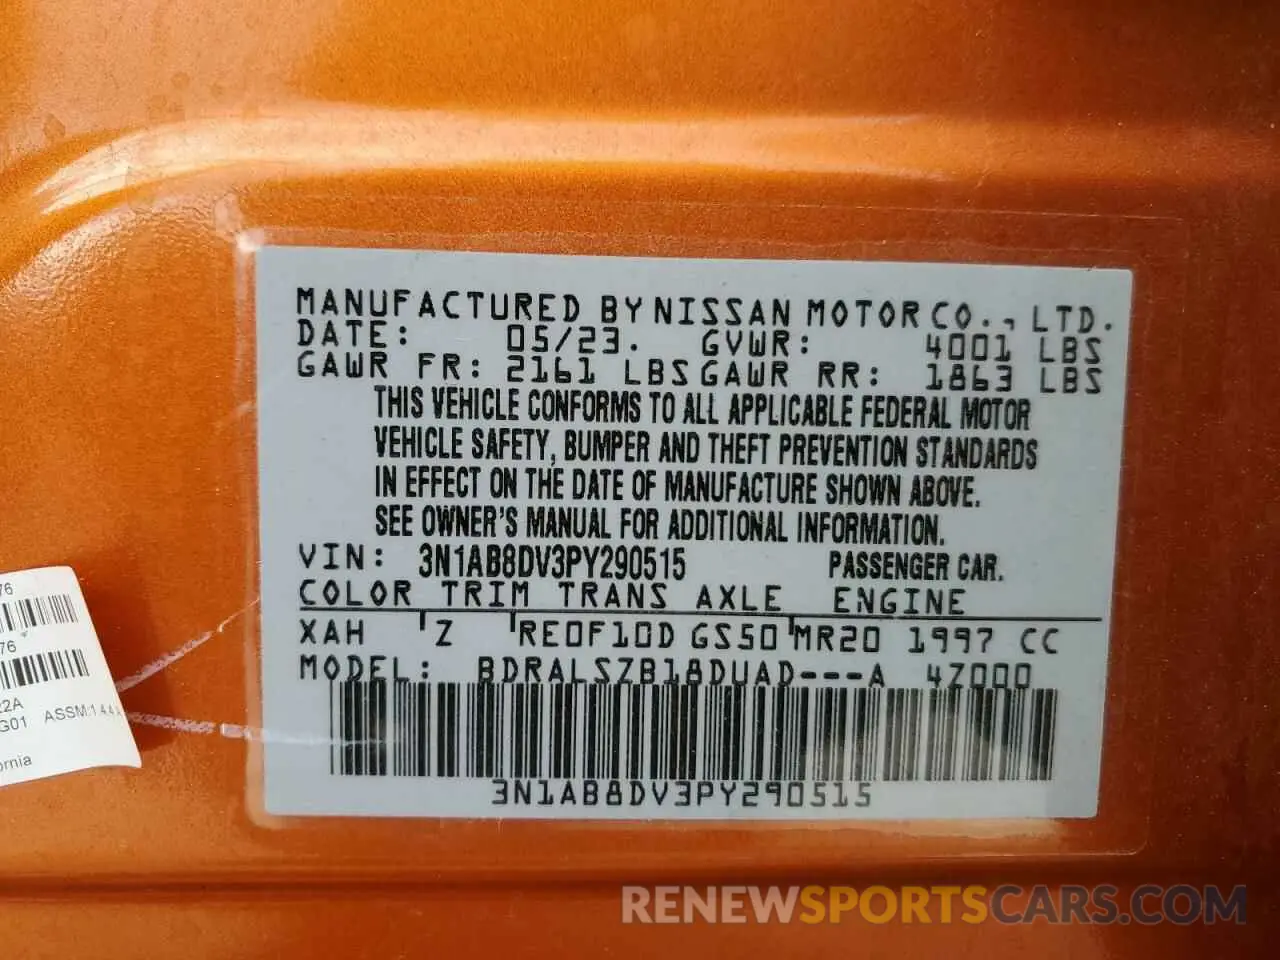 MANUFACTURED BY NISSAN MOTOR CO., LTD.
DATE: 05/23. GVWR: 4001 LBS
GAWR FR: 2161 LBS GAWR RR: 1863 LBS
THIS VEHICLE CONFORMS TO ALL APPLICABLE FEDERAL MOTOR
VEHICLE SAFETY, BUMPER AND THEFT PREVENTION STANDARDS
IN EFFECT ON THE DATE OF MANUFACTURE SHOWN ABOVE.
SEE OWNER'S MANUAL FOR ADDITIONAL INFORMATION.
VIN: 3N1AB8DV3PY290515 PASSENGER CAR.
COLOR TRIM TRANS AXLE ENGINE
XAH Z RE0F10D GS50 MR20 1997 CC
MODEL: BDRALSZB18DUAD---A 4Z000
3N1AB8DV3PY290515
76
76
22A
G01 ASSM:1.4.4
ornia
RENEWSPORTSCARS.COM